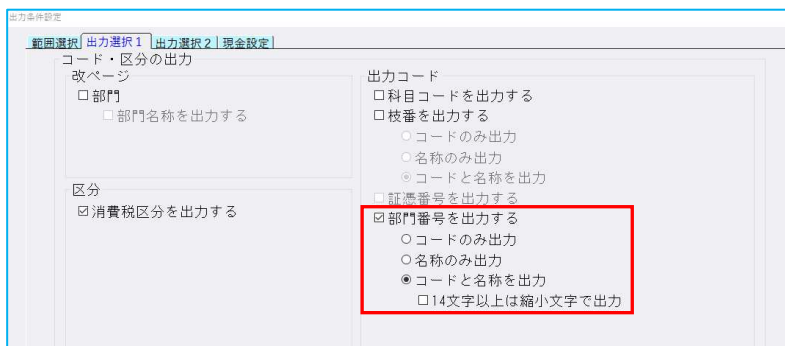 出力条件設定
範囲選択 出力選択1 出力選択2 現金設定
コード・区分の出力
改ページ
部門
部門名称を出力する
区分
消費税区分を出力する
出力コード
科目コードを出力する
枝番を出力する
コードのみ出力
名称のみ出力
コードと名称を出力
証憑番号を出力する
部門番号を出力する
コードのみ出力
名称のみ出力
コードと名称を出力
14文字以上は縮小文字で出力